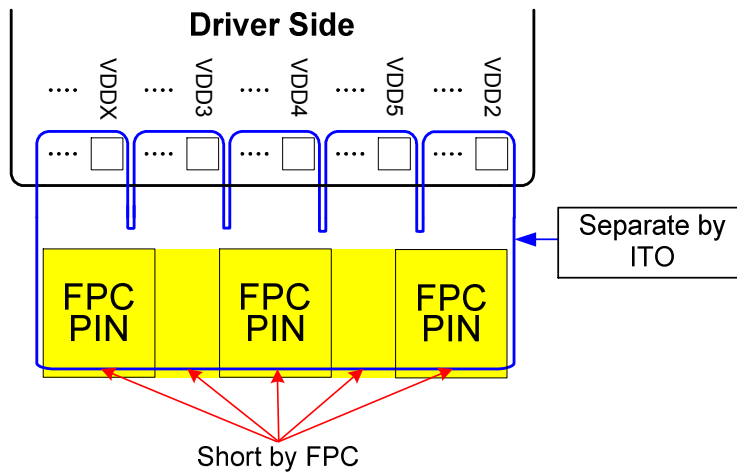 Driver Side
.... VDDX .... VDD3 .... VDD4 .... VDD5 .... VDD2
.... .... .... .... ....
Separate by
ITO
FPC
PIN
FPC
PIN
FPC
PIN
Short by FPC